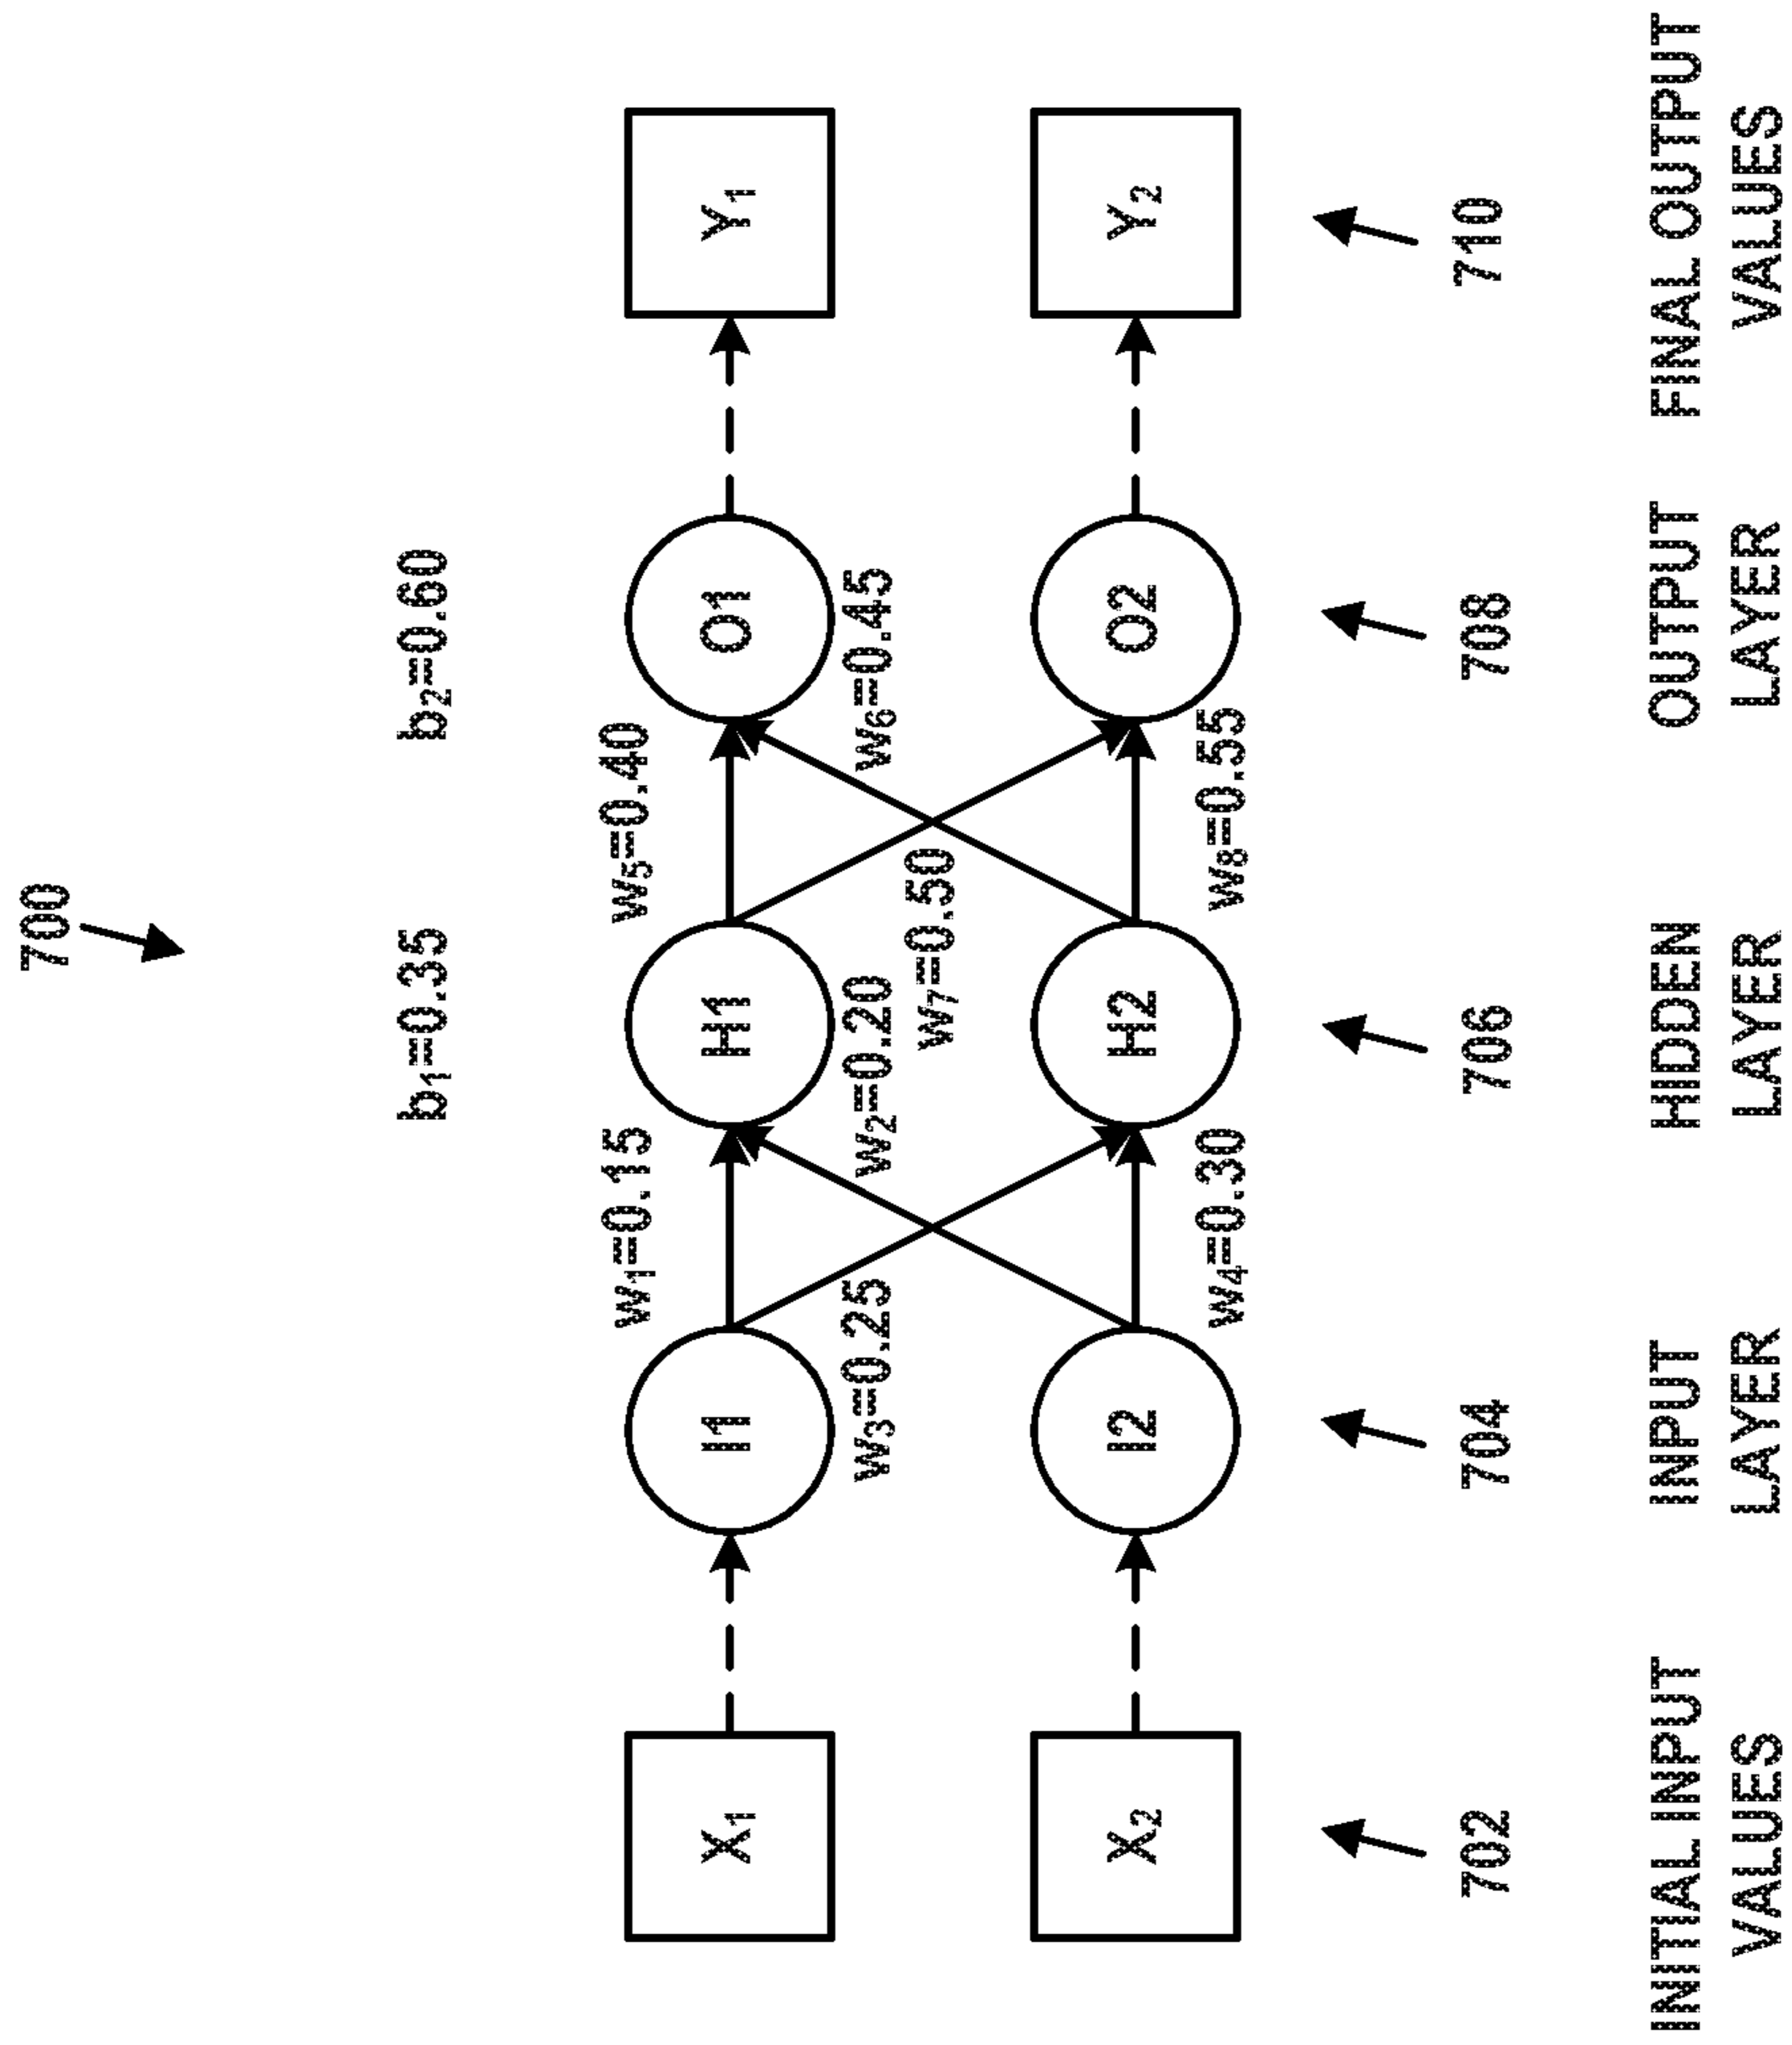 700
b₁=0.35
b₂=0.60
w₁=0.15
w₅=0.40
X₁
I1
H1
O1
Y₁
w₃=0.25
w₂=0.20
w₆=0.45
w₇=0.50
X₂
I2
H2
O2
Y₂
w₄=0.30
w₈=0.55
702
704
706
708
710
INITIAL INPUT
VALUES
INPUT
LAYER
HIDDEN
LAYER
OUTPUT
LAYER
FINAL OUTPUT
VALUES